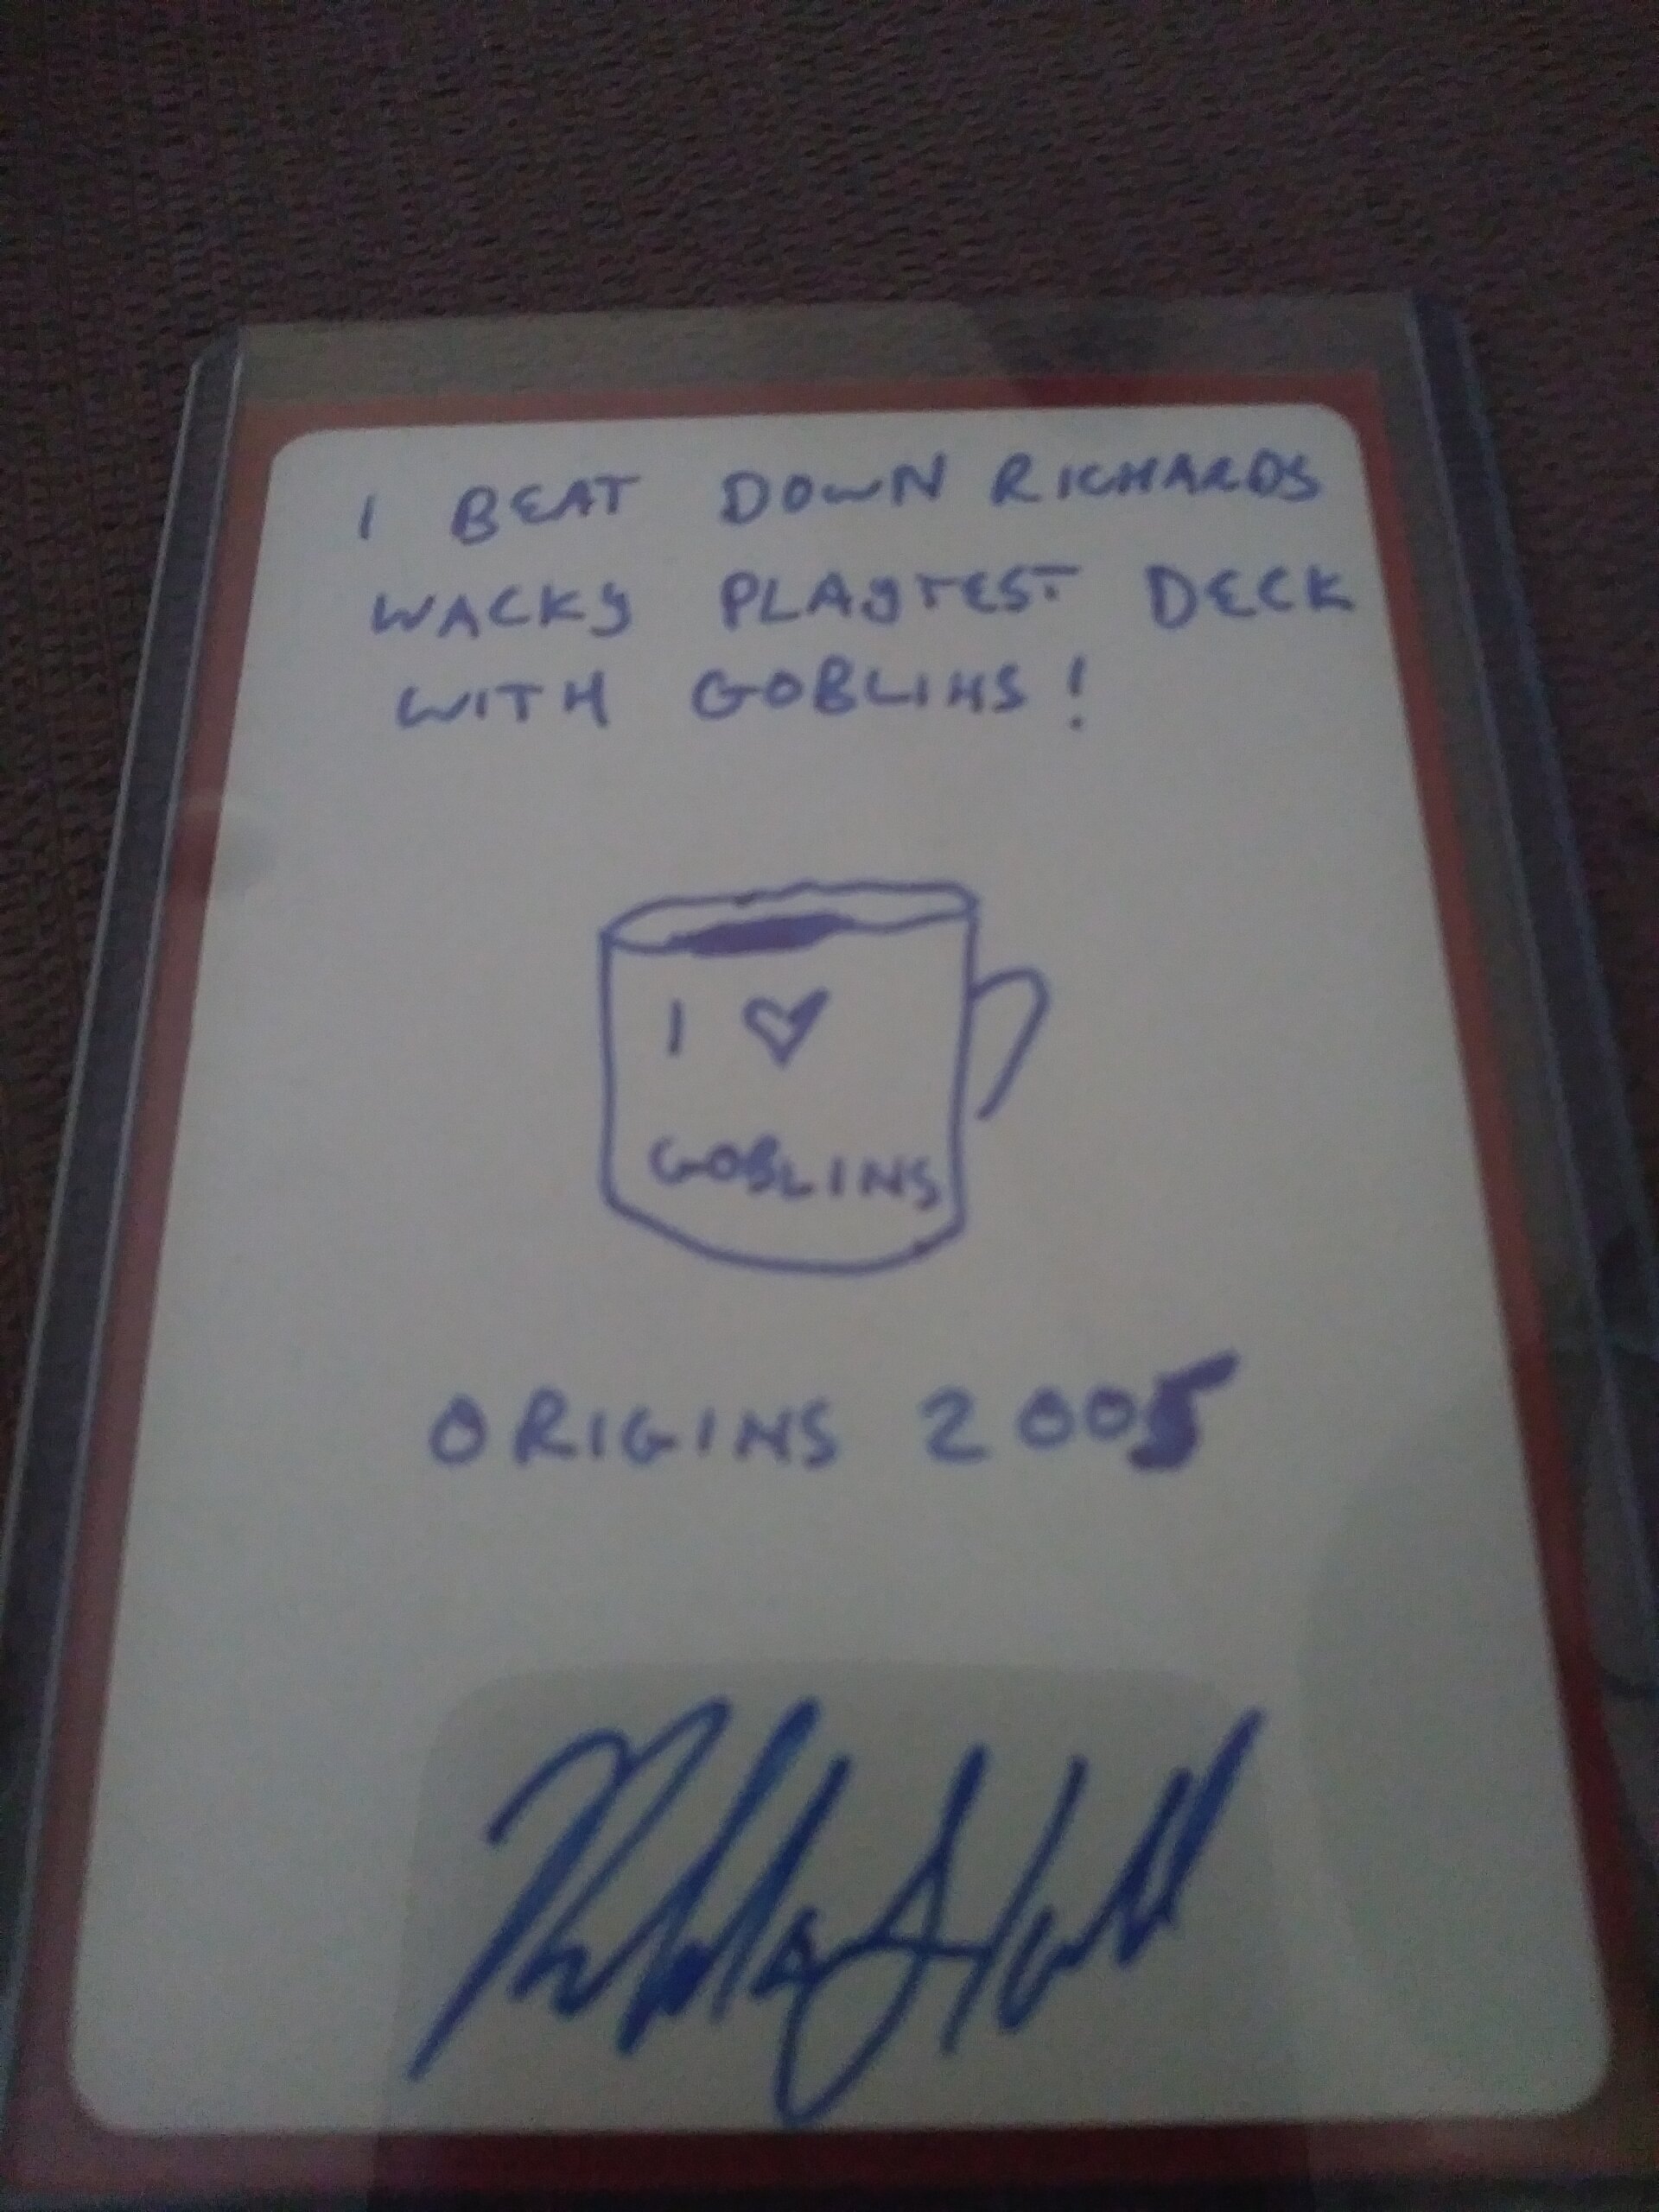 I BEAT DOWN RICHARDS
WACKY PLAYTEST DECK
WITH GOBLINS!
I ♥
GOBLINS
ORIGINS 2005